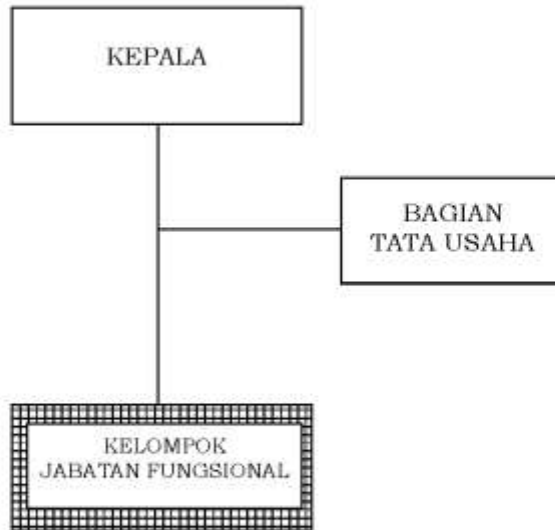 KEPALA
BAGIAN
TATA USAHA
KELOMPOK
JABATAN FUNGSIONAL